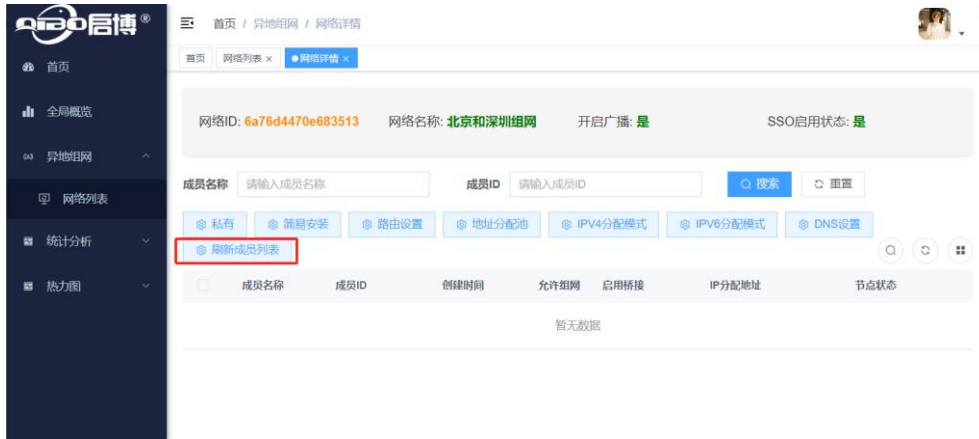 QiBO启博®
首页 / 异地组网 / 网络详情
首页 网络列表 × ●网络详情 ×
首页
全局概览
异地组网
网络列表
统计分析
热力图
网络ID: 6a76d4470e683513 网络名称: 北京和深圳组网 开启广播: 是 SSO启用状态: 是
成员名称 请输入成员名称 成员ID 请输入成员ID 搜索 重置
私有 简易安装 路由设置 地址分配池 IPV4分配模式 IPV6分配模式 DNS设置
刷新成员列表
成员名称 成员ID 创建时间 允许组网 启用桥接 IP分配地址 节点状态
暂无数据